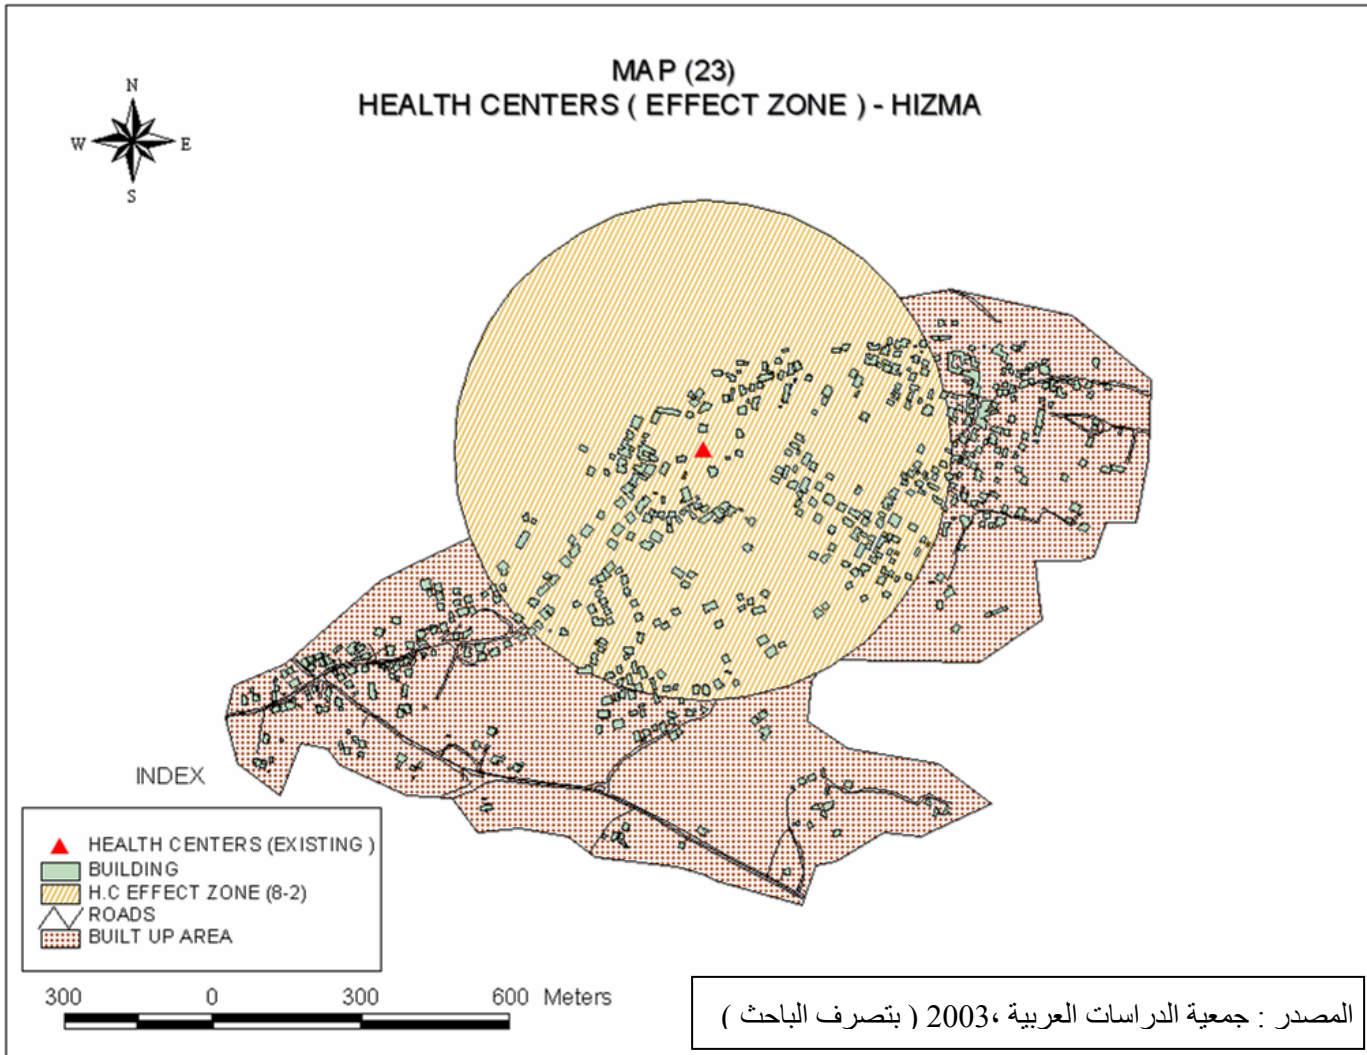 MAP (23)
HEALTH CENTERS ( EFFECT ZONE ) - HIZMA
N
W E
S
INDEX
HEALTH CENTERS (EXISTING )
BUILDING
H.C EFFECT ZONE (8-2)
ROADS
BUILT UP AREA
300 0 300 600 Meters
المصدر : جمعية الدراسات العربية ،2003 ( بتصرف الباحث )